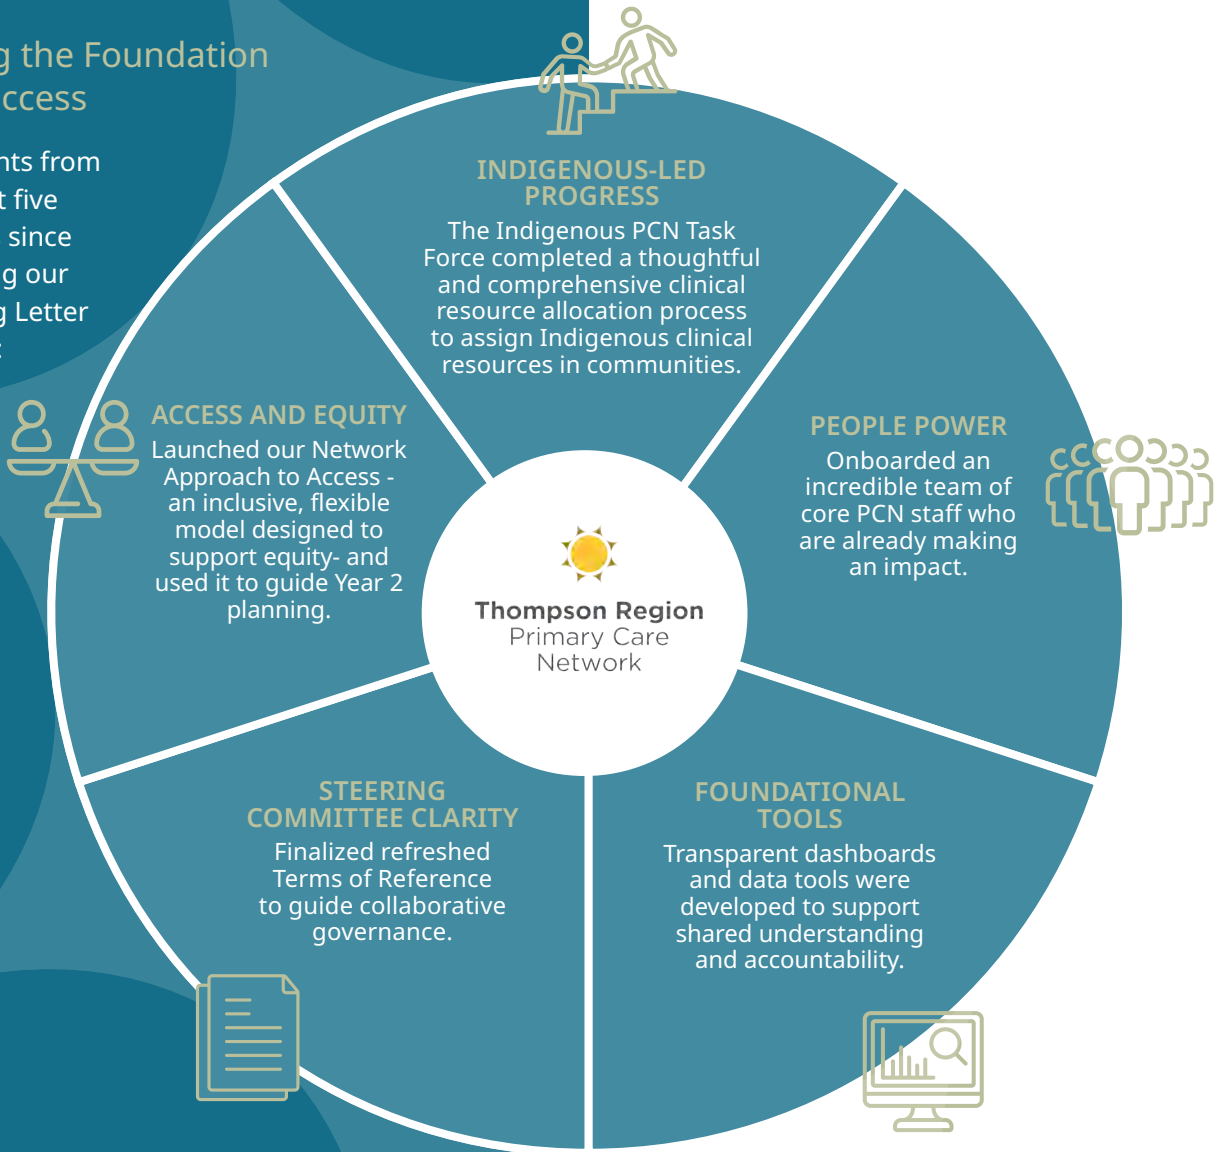 g the Foundation
ccess
nts from
t five
since
g our
g Letter
:
INDIGENOUS-LED
PROGRESS
The Indigenous PCN Task
Force completed a thoughtful
and comprehensive clinical
resource allocation process
to assign Indigenous clinical
resources in communities.
PEOPLE POWER
Onboarded an
incredible team of
core PCN staff who
are already making
an impact.
FOUNDATIONAL
TOOLS
Transparent dashboards
and data tools were
developed to support
shared understanding
and accountability.
STEERING
COMMITTEE CLARITY
Finalized refreshed
Terms of Reference
to guide collaborative
governance.
ACCESS AND EQUITY
Launched our Network
Approach to Access -
an inclusive, flexible
model designed to
support equity- and
used it to guide Year 2
planning.
Thompson Region
Primary Care
Network